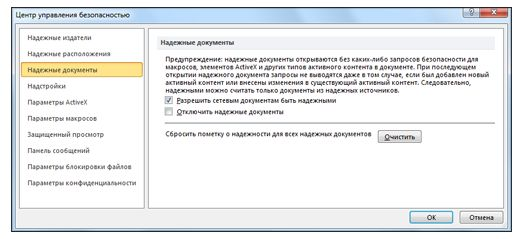 Центр управления безопасностью
Надежные издатели
Надежные расположения
Надежные документы
Надстройки
Параметры ActiveX
Параметры макросов
Защищенный просмотр
Панель сообщений
Параметры блокировки файлов
Параметры конфиденциальности
Надежные документы
Предупреждение: надежные документы открываются без каких-либо запросов безопасности для
макросов, элементов ActiveX и других типов активного контента в документе. При последующем
открытии надежного документа запросы не выводятся даже в том случае, если был добавлен новый
активный контент или внесены изменения в существующий активный контент. Следовательно,
надежными можно считать только документы из надежных источников.
Разрешить сетевым документам быть надежными
Отключить надежные документы
Сбросить пометку о надежности для всех надежных документов
Очистить
ОК
Отмена